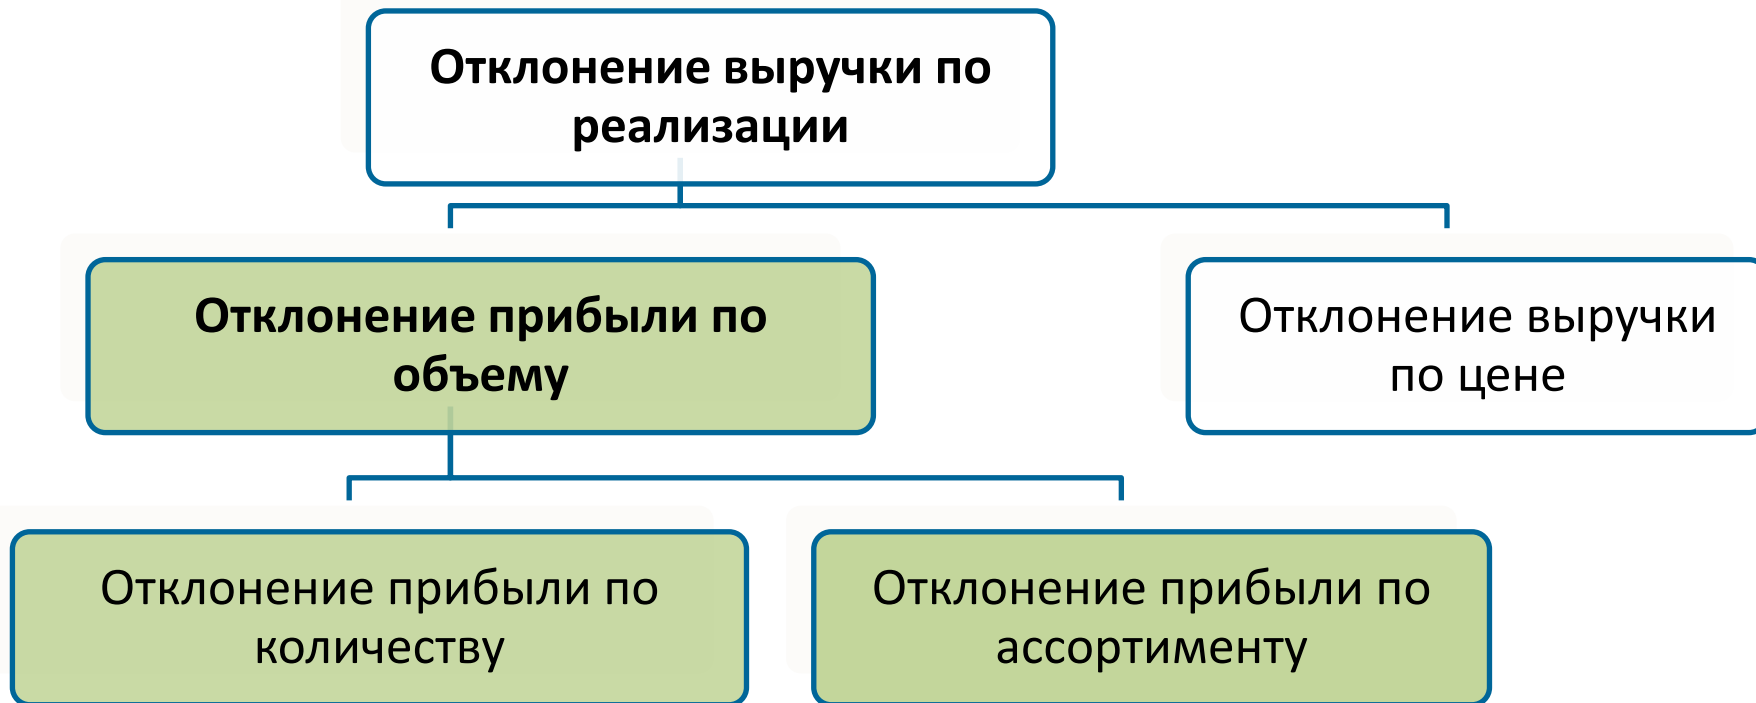 Отклонение выручки по
реализации
Отклонение прибыли по
объему
Отклонение выручки
по цене
Отклонение прибыли по
количеству
Отклонение прибыли по
ассортименту